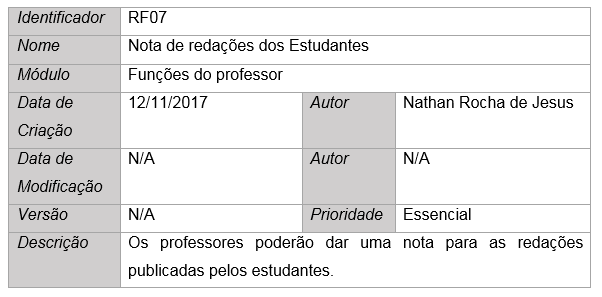 Identificador RF07
Nome Nota de redações dos Estudantes
Módulo Funções do professor
Data de Criação 12/11/2017 Autor Nathan Rocha de Jesus
Data de Modificação N/A Autor N/A
Versão N/A Prioridade Essencial
Descrição Os professores poderão dar uma nota para as redações
publicadas pelos estudantes.